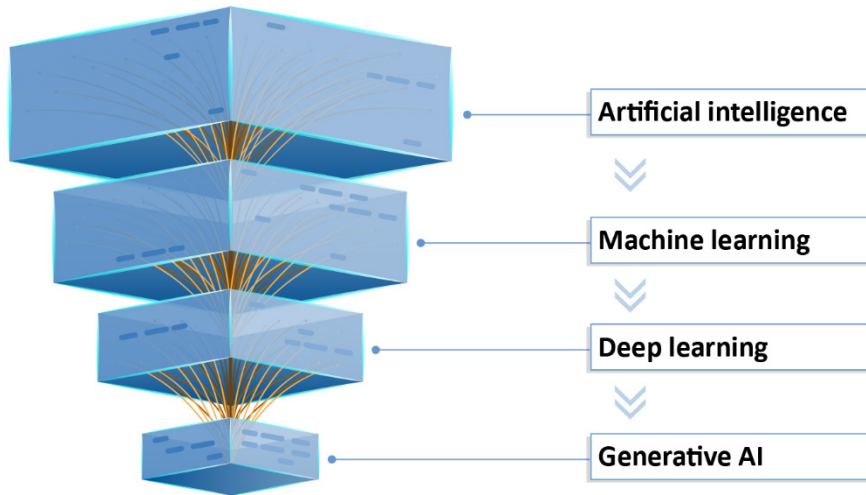 Artificial intelligence
Machine learning
Deep learning
Generative AI